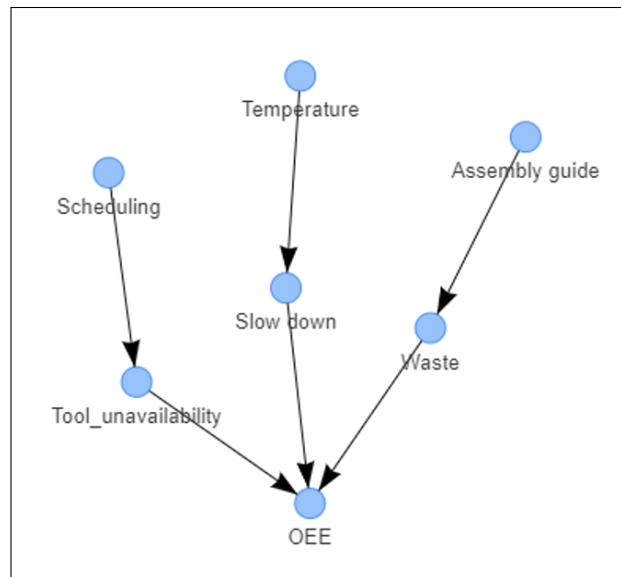 Temperature
Assembly guide
Scheduling
Slow down
Waste
Tool_unavailability
OEE